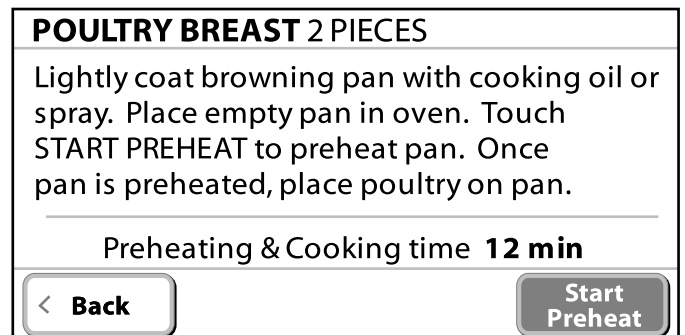 POULTRY BREAST 2 PIECES
Lightly coat browning pan with cooking oil or
spray. Place empty pan in oven. Touch
START PREHEAT to preheat pan. Once
pan is preheated, place poultry on pan.
Preheating & Cooking time 12 min
< Back
Start
Preheat